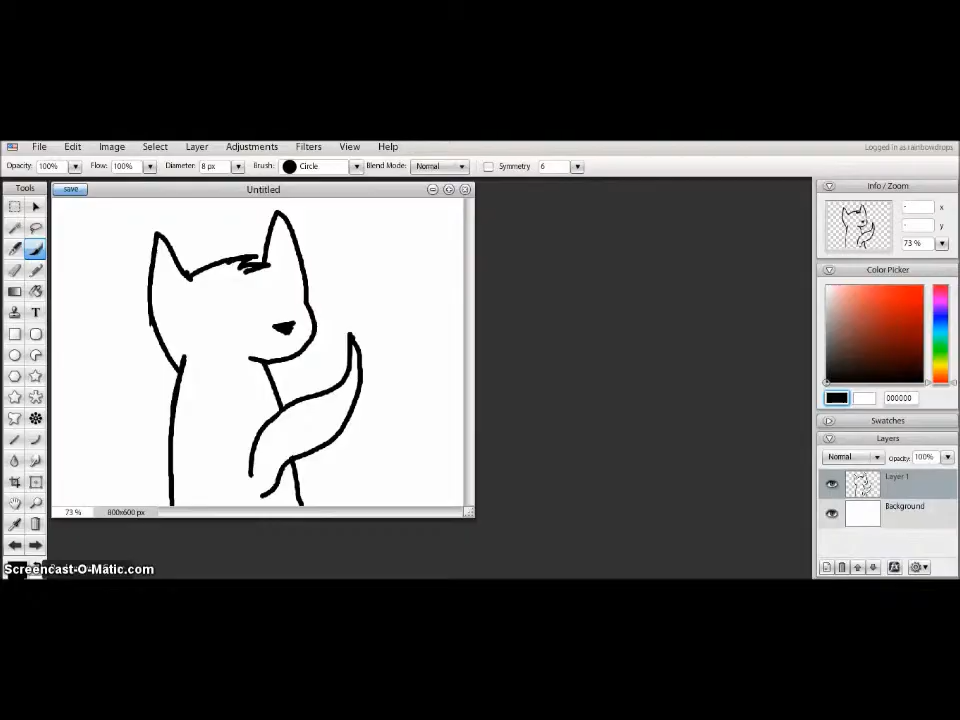 File Edit Image Select Layer Adjustments Filters View Help Logged in as rainbowdrops
Opacity: 100% Flow: 100% Diameter: 8 px Brush: Circle Blend Mode: Normal Symmetry 6
Tools
save Untitled
Info / Zoom
- x
- y
73 %
Color Picker
000000
Swatches
Layers
Normal Opacity: 100%
Layer 1
Background
T
73 % 800x600 px
Screencast-O-Matic.com